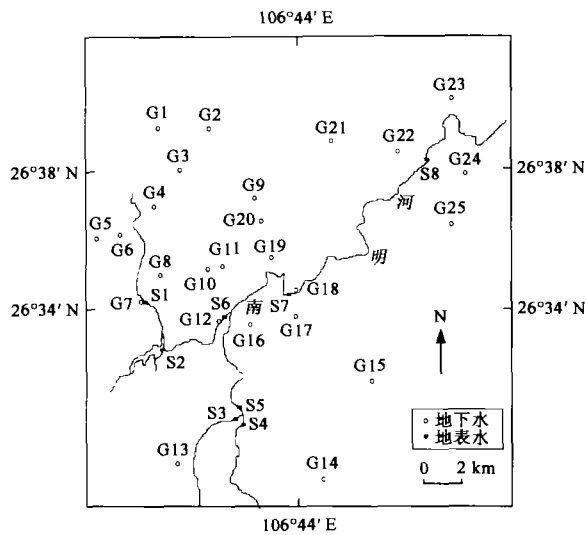 106°44′ E
G23
G1
G2
G21
G22
G3
26°38′ N
26°38′ N
S8
G24
G4
G9
G5
G20
河
G25
G6
G19
明
G8
G11
G10
G7
S1
S6
G18
26°34′ N
26°34′ N
G12
南
S7
G16
G17
N
S2
G15
S5
S3
S4
地下水
地表水
G13
G14
0 2 km
106°44′ E